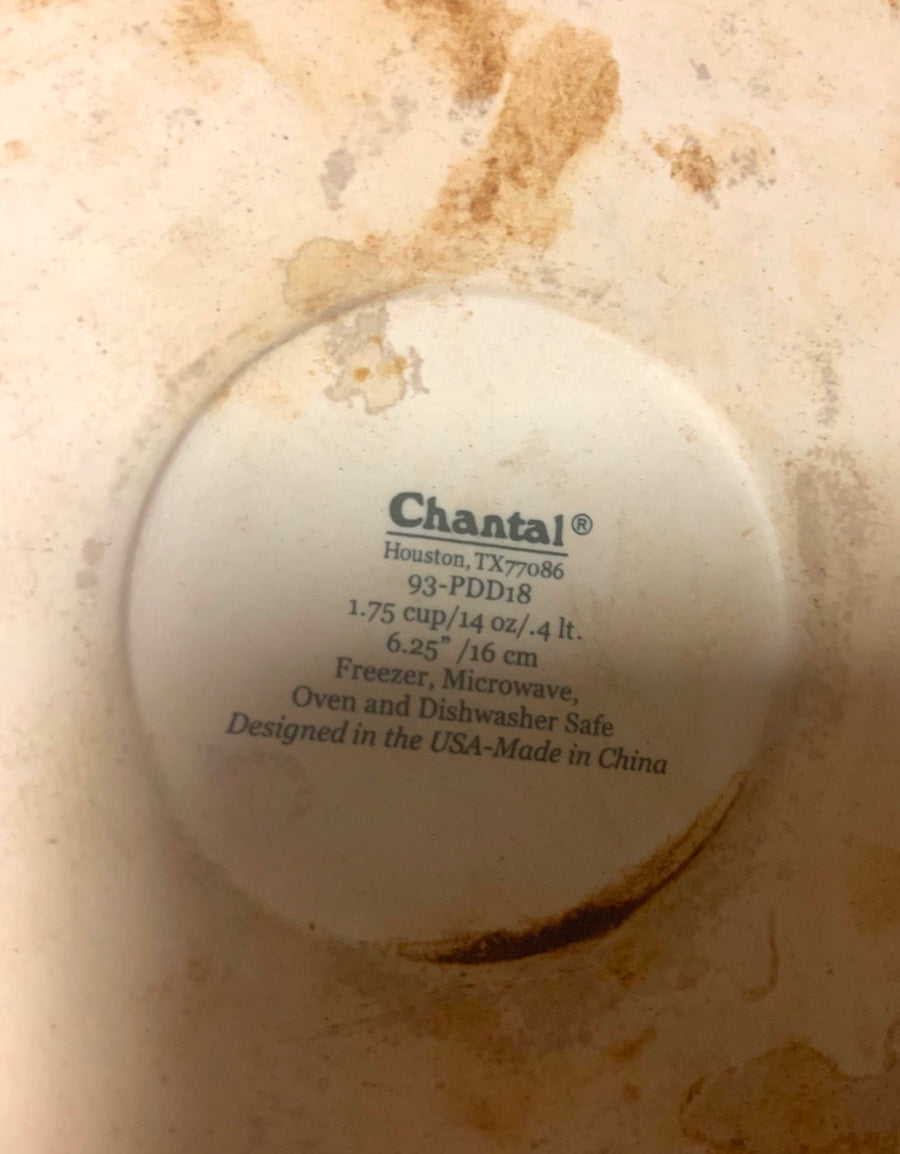 Chantal®
Houston, TX77086
93-PDD18
1.75 cup/14 oz/.4 lt.
6.25” /16 cm
Freezer, Microwave,
Oven and Dishwasher Safe
Designed in the USA-Made in China